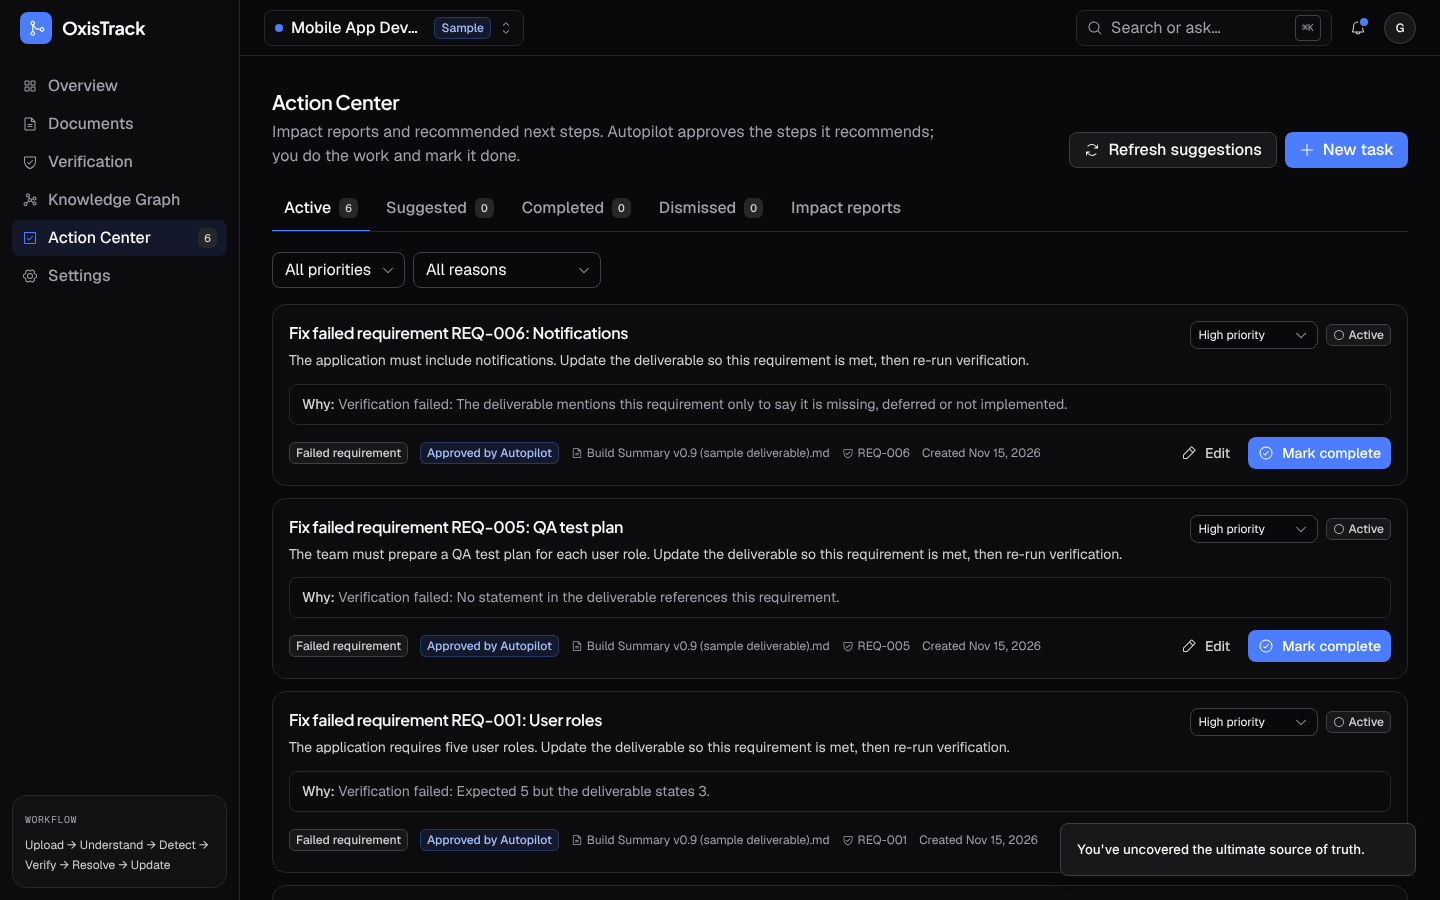 OxisTrack
Mobile App Dev...
Sample
Search or ask...
⌘K
G
Overview
Documents
Verification
Knowledge Graph
Action Center
6
Settings
WORKFLOW
Upload → Understand → Detect →
Verify → Resolve → Update
Action Center
Impact reports and recommended next steps. Autopilot approves the steps it recommends;
you do the work and mark it done.
Refresh suggestions
New task
Active 6
Suggested 0
Completed 0
Dismissed 0
Impact reports
All priorities
All reasons
Fix failed requirement REQ-006: Notifications
High priority
Active
The application must include notifications. Update the deliverable so this requirement is met, then re-run verification.
Why: Verification failed: The deliverable mentions this requirement only to say it is missing, deferred or not implemented.
Failed requirement
Approved by Autopilot
Build Summary v0.9 (sample deliverable).md
REQ-006
Created Nov 15, 2026
Edit
Mark complete
Fix failed requirement REQ-005: QA test plan
High priority
Active
The team must prepare a QA test plan for each user role. Update the deliverable so this requirement is met, then re-run verification.
Why: Verification failed: No statement in the deliverable references this requirement.
Failed requirement
Approved by Autopilot
Build Summary v0.9 (sample deliverable).md
REQ-005
Created Nov 15, 2026
Edit
Mark complete
Fix failed requirement REQ-001: User roles
High priority
Active
The application requires five user roles. Update the deliverable so this requirement is met, then re-run verification.
Why: Verification failed: Expected 5 but the deliverable states 3.
Failed requirement
Approved by Autopilot
Build Summary v0.9 (sample deliverable).md
REQ-001
Created Nov 15, 2026
You've uncovered the ultimate source of truth.